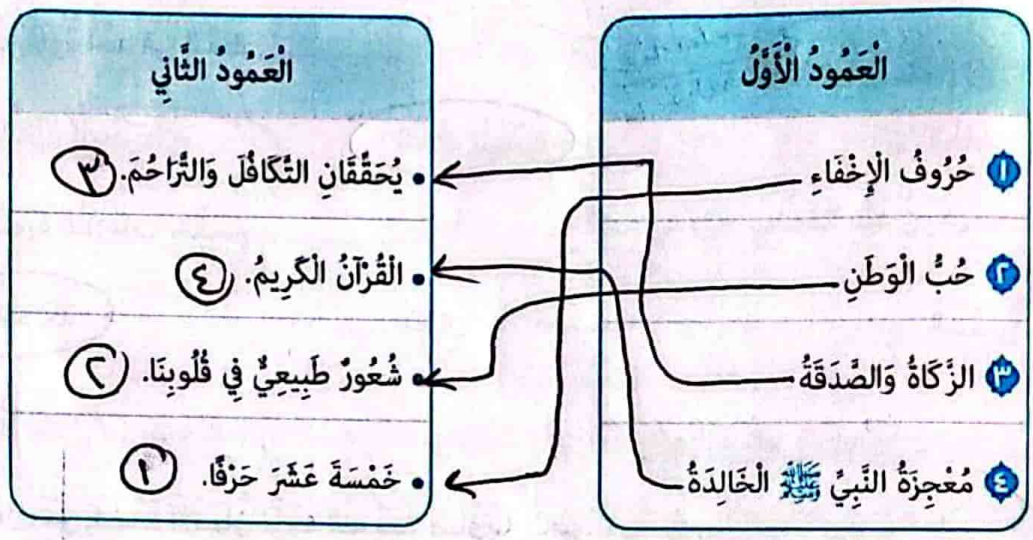 الْعَمُودُ الْأَوَّلُ الْعَمُودُ الثَّانِي
١ حُرُوفُ الْإِخْفَاءِ • يُحَقِّقَانِ التَّكَافُلَ وَالتَّرَاحُمَ. ٣
٢ حُبُّ الْوَطَنِ • الْقُرْآنُ الْكَرِيمُ. ٤
٣ الزَّكَاةُ وَالصَّدَقَةُ • شُعُورٌ طَبِيعِيٌّ فِي قُلُوبِنَا. ٢
٤ مُعْجِزَةُ النَّبِيِّ ﷺ الْخَالِدَةُ • خَمْسَةَ عَشَرَ حَرْفًا. ١